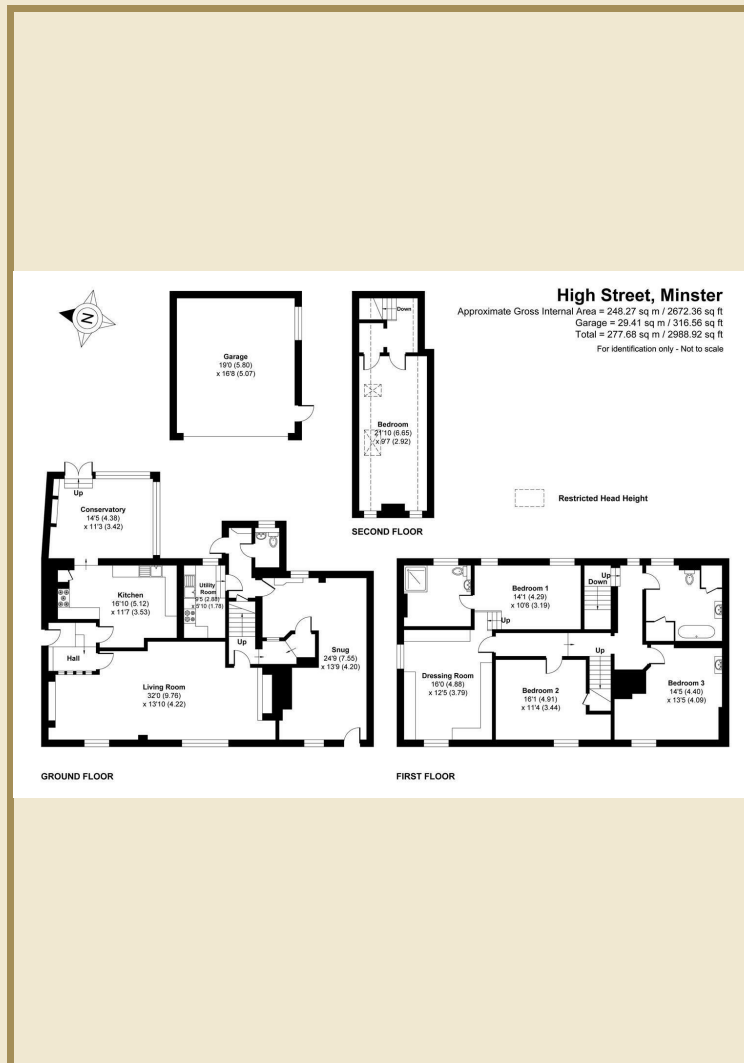 High Street, Minster
Approximate Gross Internal Area = 248.27 sq m / 2672.36 sq ft
Garage = 29.41 sq m / 316.56 sq ft
Total = 277.68 sq m / 2988.92 sq ft
For identification only - Not to scale
N
Garage
19'0 (5.80)
x 16'8 (5.07)
Down
Bedroom
21'10 (6.65)
x 9'7 (2.92)
SECOND FLOOR
Restricted Head Height
Up
Conservatory
14'5 (4.38)
x 11'3 (3.42)
Kitchen
16'10 (5.12)
x 11'7 (3.53)
Utility
Room
9'5 (2.88)
x 5'10 (1.78)
Hall
Up
Snug
24'9 (7.55)
x 13'9 (4.20)
Living Room
32'0 (9.76)
x 13'10 (4.22)
GROUND FLOOR
Bedroom 1
14'1 (4.29)
x 10'6 (3.19)
Up
Up
Down
Dressing Room
16'0 (4.88)
x 12'5 (3.79)
Up
Bedroom 2
16'1 (4.91)
x 11'4 (3.44)
Bedroom 3
14'5 (4.40)
x 13'5 (4.09)
FIRST FLOOR